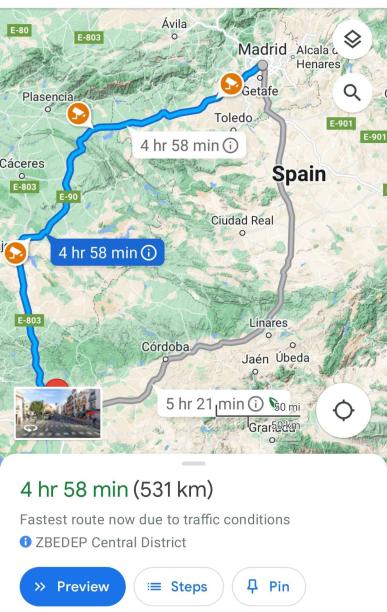 Ávila
E-80
E-803
Madrid
Alcala d
Henares
Plasencia
Getafe
Toledo
E-901
E-901
4 hr 58 min
Cáceres
E-803
Spain
E-90
Ciudad Real
4 hr 58 min
E-803
Linares
Córdoba
Jaén
Úbeda
5 hr 21 min
50 mi
50 km
Granada
4 hr 58 min (531 km)
Fastest route now due to traffic conditions
ZBEDEP Central District
Preview
Steps
Pin